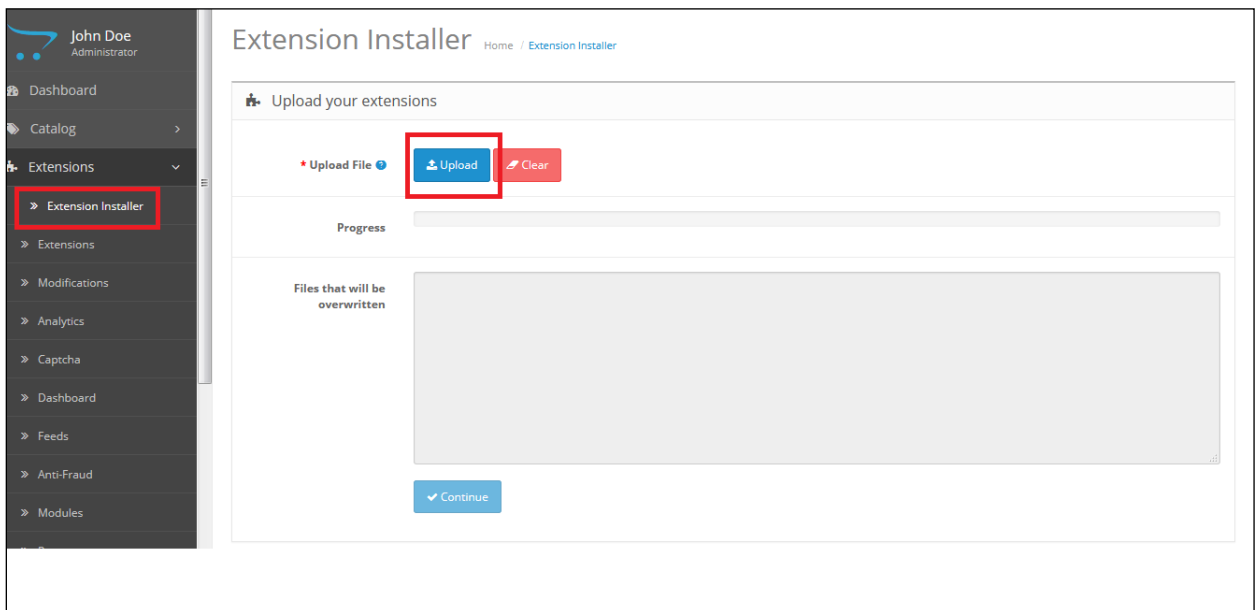 John Doe
Administrator
Dashboard
Catalog
Extensions
Extension Installer
Extensions
Modifications
Analytics
Captcha
Dashboard
Feeds
Anti-Fraud
Modules
Extension Installer Home / Extension Installer
Upload your extensions
* Upload File Upload Clear
Progress
Files that will be
overwritten
Continue